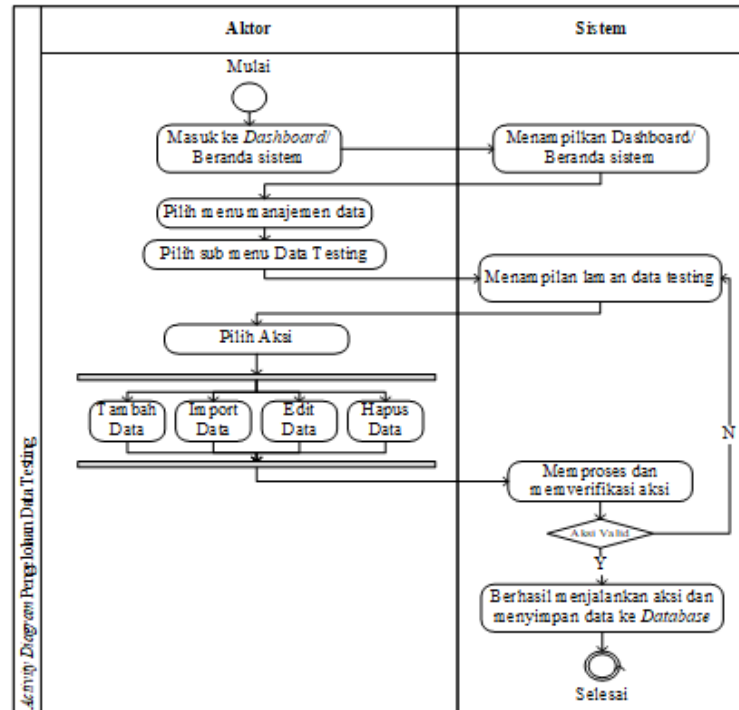 Aktor
Sistem
Mulai
Masuk ke Dashboard/
Beranda sistem
Menampilkan Dashboard/
Beranda sistem
Pilih menu manajemen data
Pilih sub menu Data Testing
Menampilan laman data testing
Pilih Aksi
Tambah
Data
Import
Data
Edit
Data
Hapus
Data
N
Memproses dan
memverifikasi aksi
Aksi Valid
Y
Berhasil menjalankan aksi dan
menyimpan data ke Database
Selesai
Activity Diagram Pengelolaan Data Testing